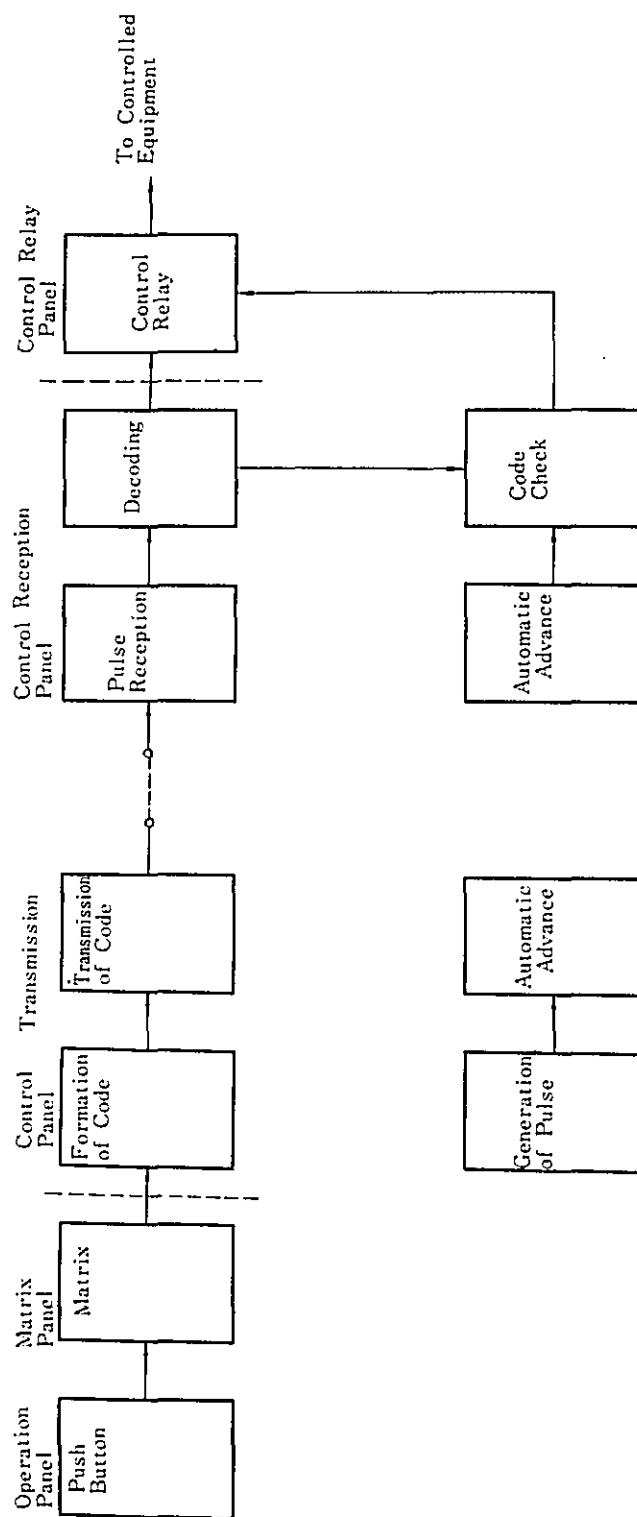 Operation
Panel
Push
Button
Matrix
Panel
Matrix
Control
Panel
Formation
of Code
Transmission
Transmission
of Code
Control Reception
Panel
Pulse
Reception
Decoding
Control Relay
Panel
Control
Relay
To Controlled
Equipment
Generation
of Pulse
Automatic
Advance
Automatic
Advance
Code
Check